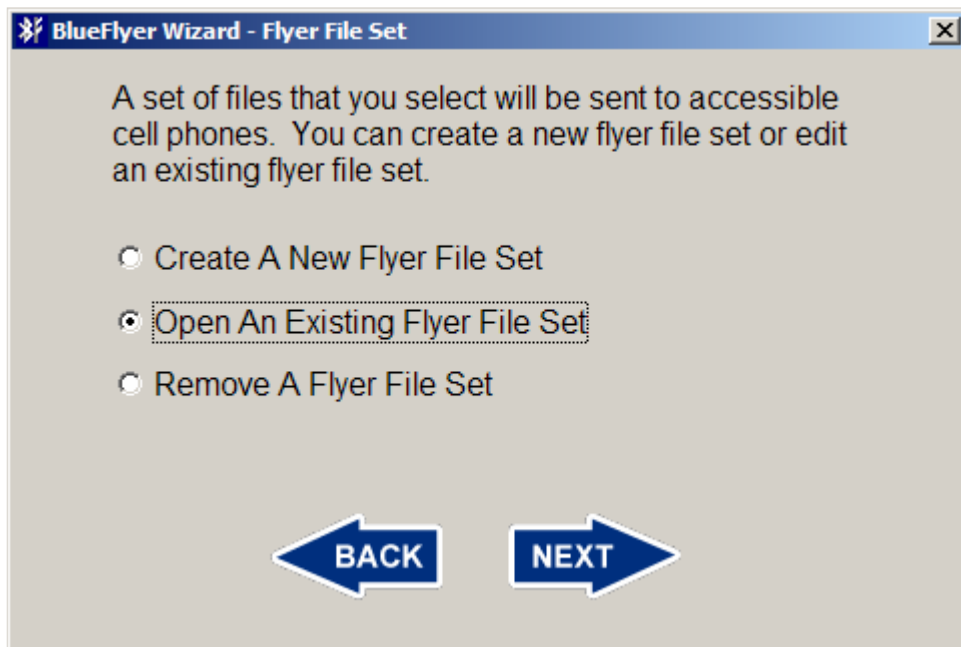 BlueFlyer Wizard - Flyer File Set
A set of files that you select will be sent to accessible
cell phones.  You can create a new flyer file set or edit
an existing flyer file set.
Create A New Flyer File Set
Open An Existing Flyer File Set
Remove A Flyer File Set
BACK
NEXT